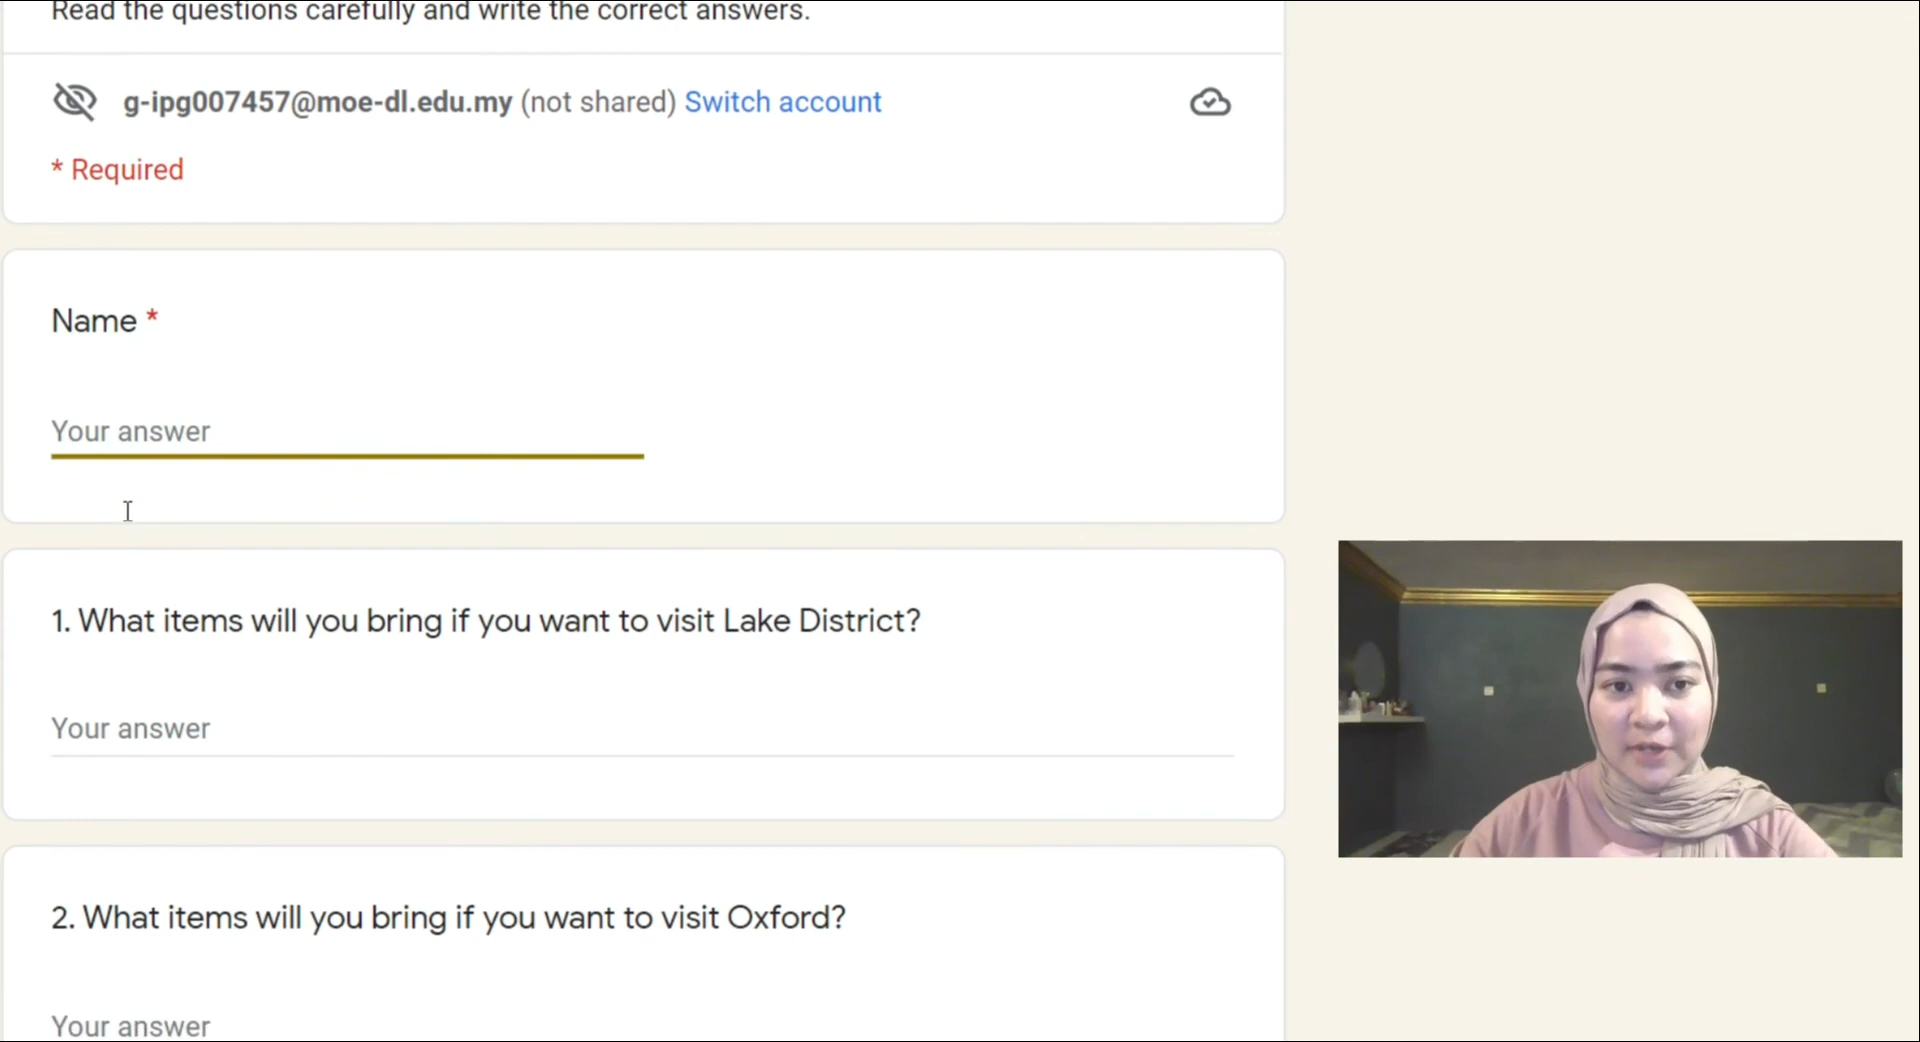 Read the questions carefully and write the correct answers.
g-ipg007457@moe-dl.edu.my (not shared) Switch account
* Required
Name *
Your answer
1. What items will you bring if you want to visit Lake District?
Your answer
2. What items will you bring if you want to visit Oxford?
Your answer